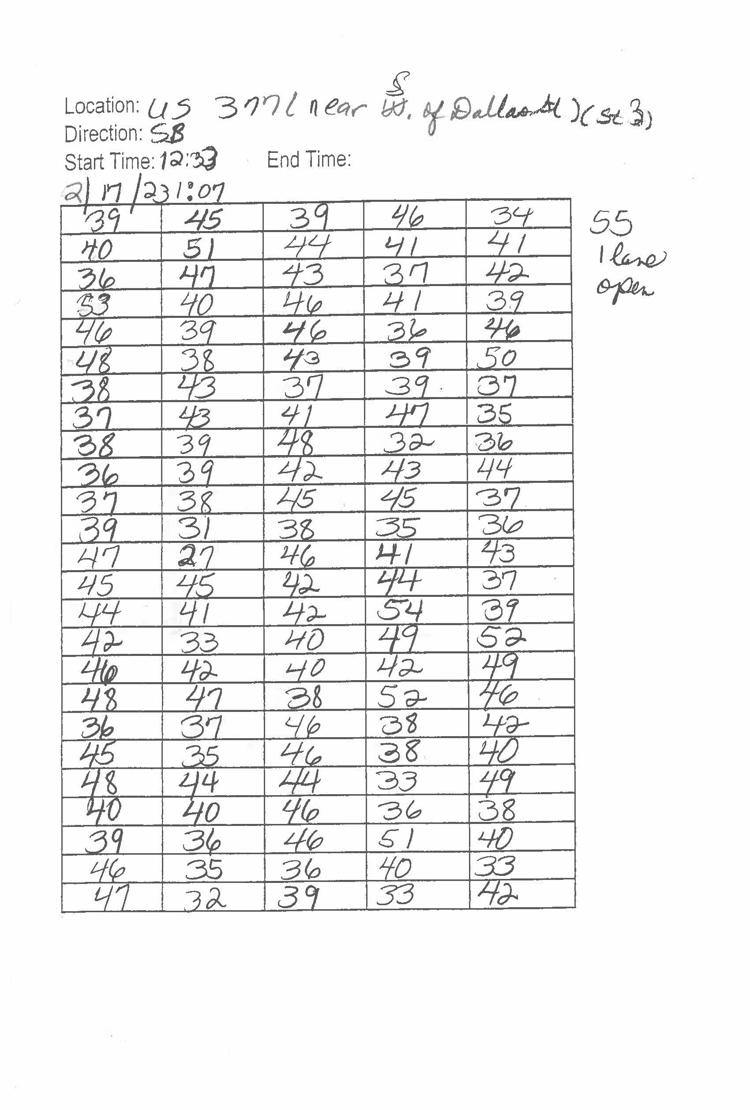 S
Location: US 377 ( near W. of Dallas St ) ( St 3 )
Direction: SB
Start Time: 12:33 End Time:
2/17/23 1:07
39 45 39 46 34 55
40 51 44 41 41 1 lane
36 47 43 37 42 open
53 40 46 41 39
46 39 46 36 46
48 38 43 39 50
38 43 37 39 37
37 43 41 47 35
38 39 48 32 36
36 39 42 43 44
37 38 45 45 37
39 31 38 35 36
47 27 46 41 43
45 45 42 44 37
44 41 42 54 39
42 33 40 49 52
46 42 40 42 49
48 47 38 52 46
36 37 46 38 42
45 35 46 38 40
48 44 44 33 49
40 40 46 36 38
39 36 46 51 40
46 35 36 40 33
47 32 39 33 42